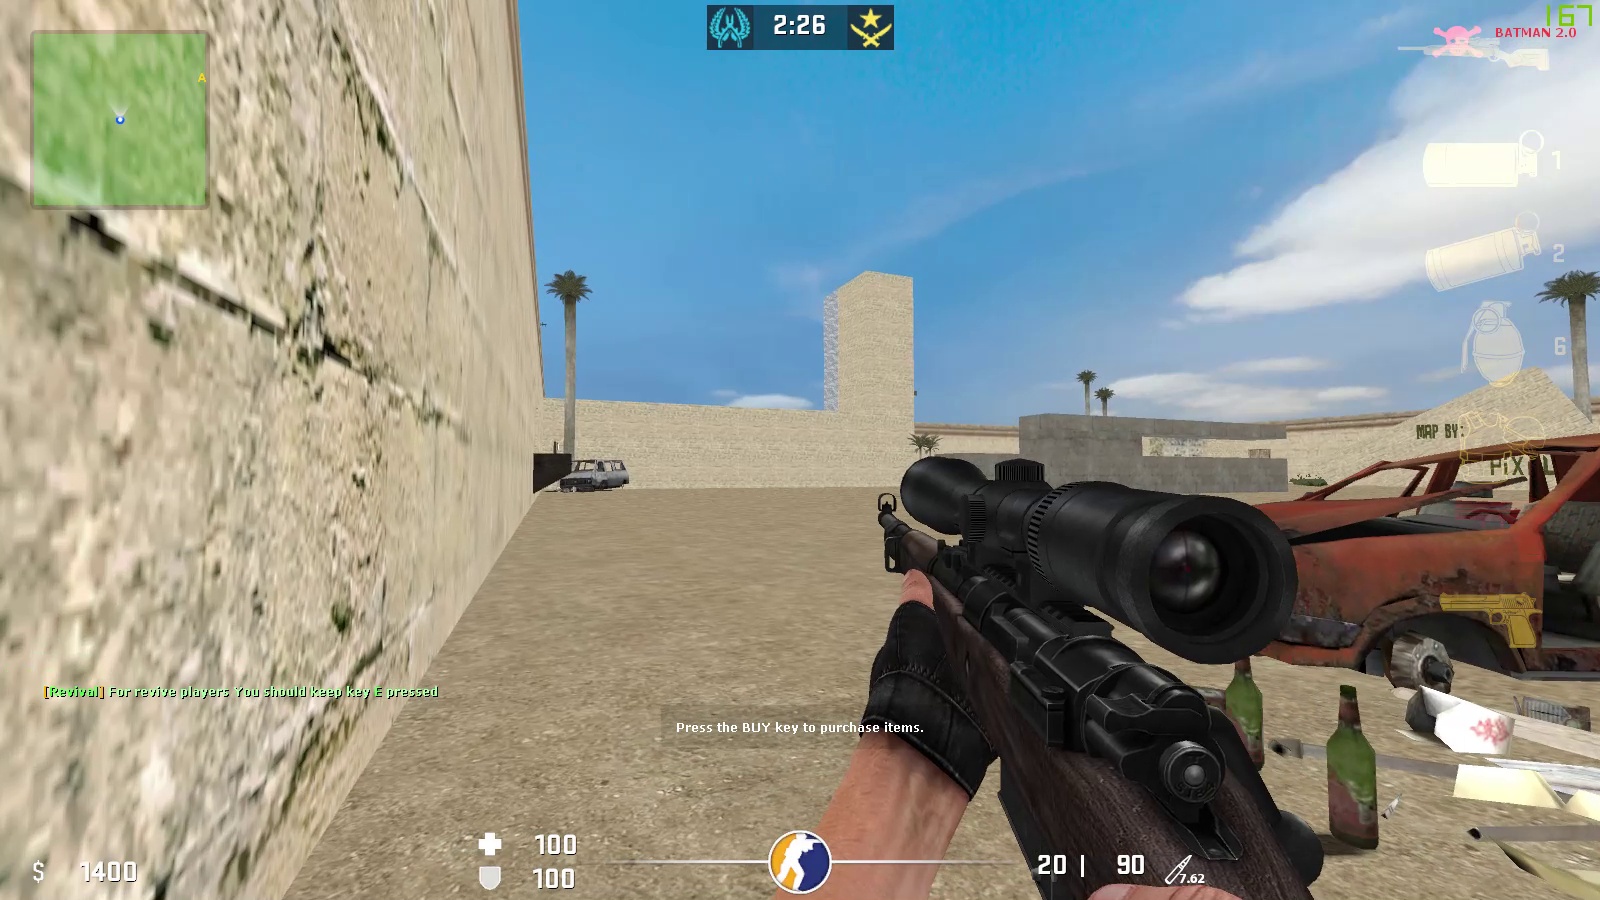 167
2:26
BATMAN 2.0
A
1
2
6
MAP BY:
[Revival] For revive players You should keep key E pressed
Press the BUY key to purchase items.
$ 1400
100
100
20 | 90
7.62